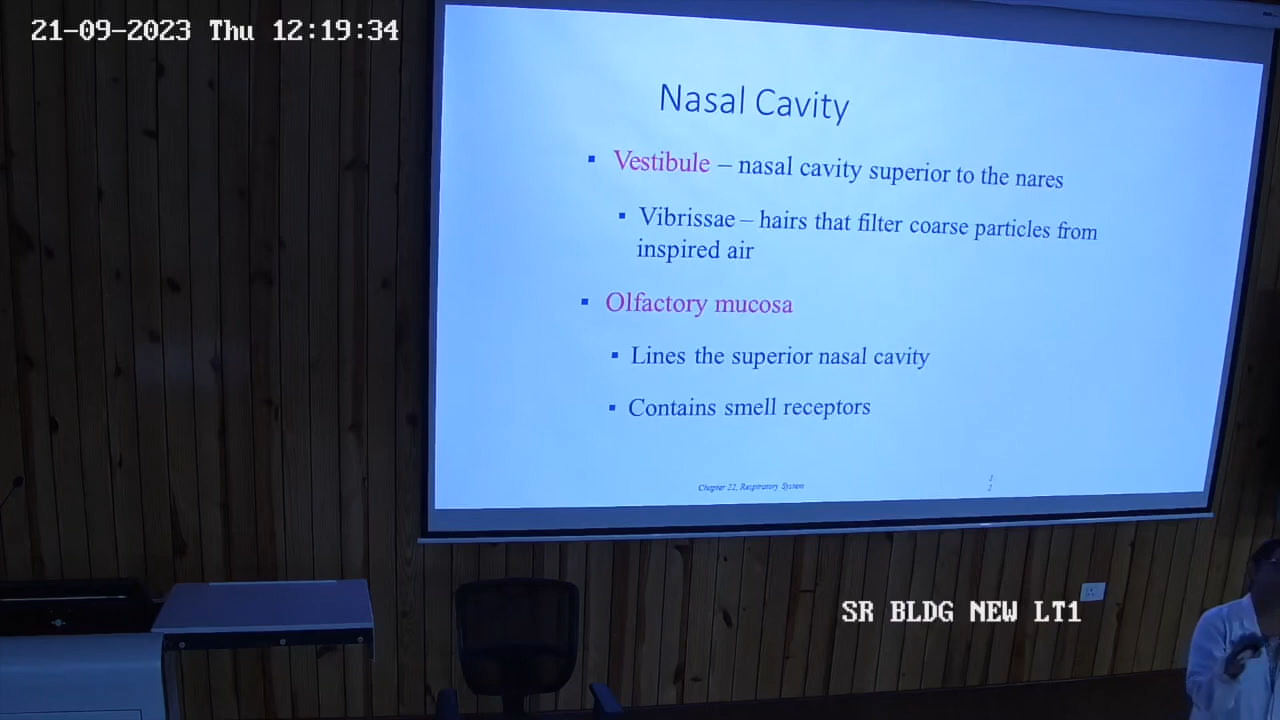 21-09-2023 Thu 12:19:34
Nasal Cavity
▪ Vestibule – nasal cavity superior to the nares
▪ Vibrissae – hairs that filter coarse particles from
inspired air
▪ Olfactory mucosa
▪ Lines the superior nasal cavity
▪ Contains smell receptors
Chapter 22, Respiratory System
1
2
SR BLDG NEW LT1